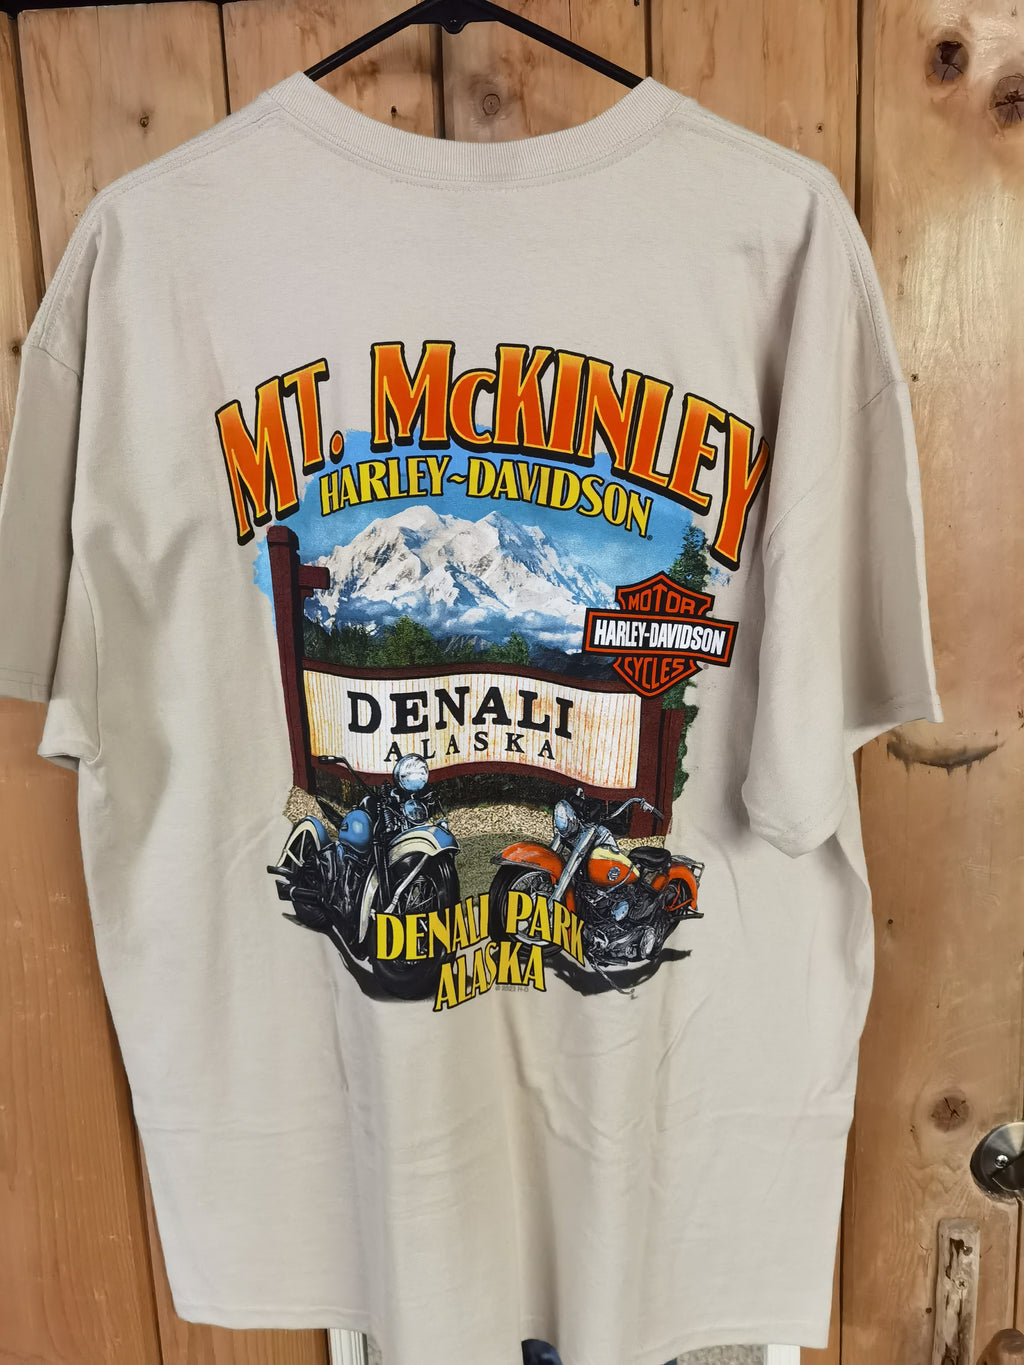 MT. McKINLEY
HARLEY~DAVIDSON®
MOTOR
HARLEY-DAVIDSON
CYCLES
DENALI
ALASKA
DENALI PARK
ALASKA